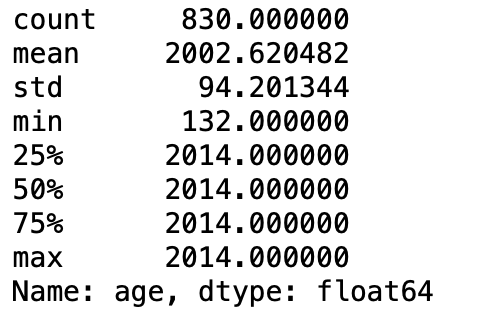 count     830.000000
mean     2002.620482
std        94.201344
min       132.000000
25%      2014.000000
50%      2014.000000
75%      2014.000000
max      2014.000000
Name: age, dtype: float64